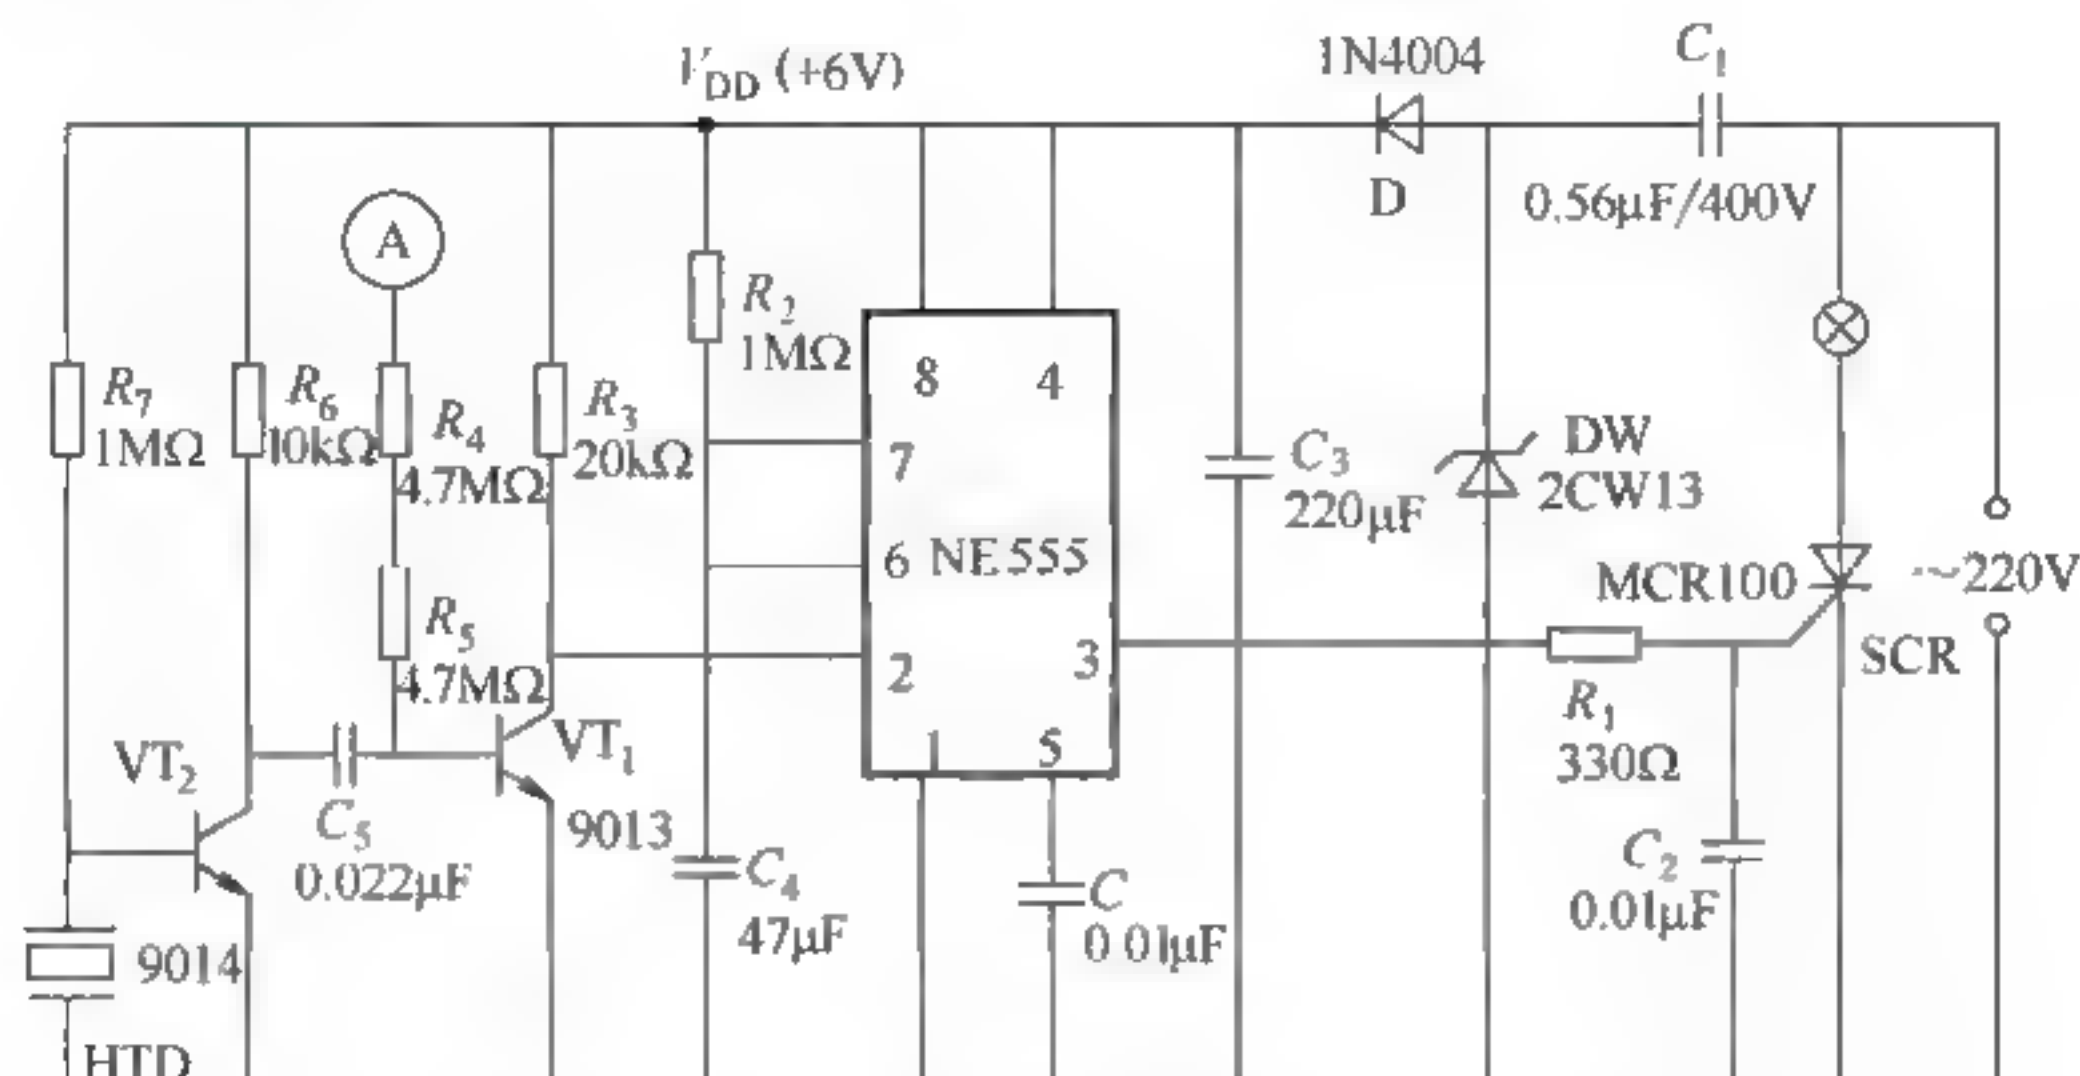 V_DD (+6V)
1N4004
C₁
D
0.56μF/400V
A
R₂
1MΩ
R₇
1MΩ
R₆
10kΩ
R₄
4.7MΩ
R₃
20kΩ
8
4
7
6 NE555
2
3
1
5
C₃
220μF
DW
2CW13
MCR100
~220V
SCR
R₅
4.7MΩ
R₁
330Ω
VT₂
VT₁
C₅
0.022μF
9013
C₄
47μF
C
0 01μF
C₂
0.01μF
9014
HTD